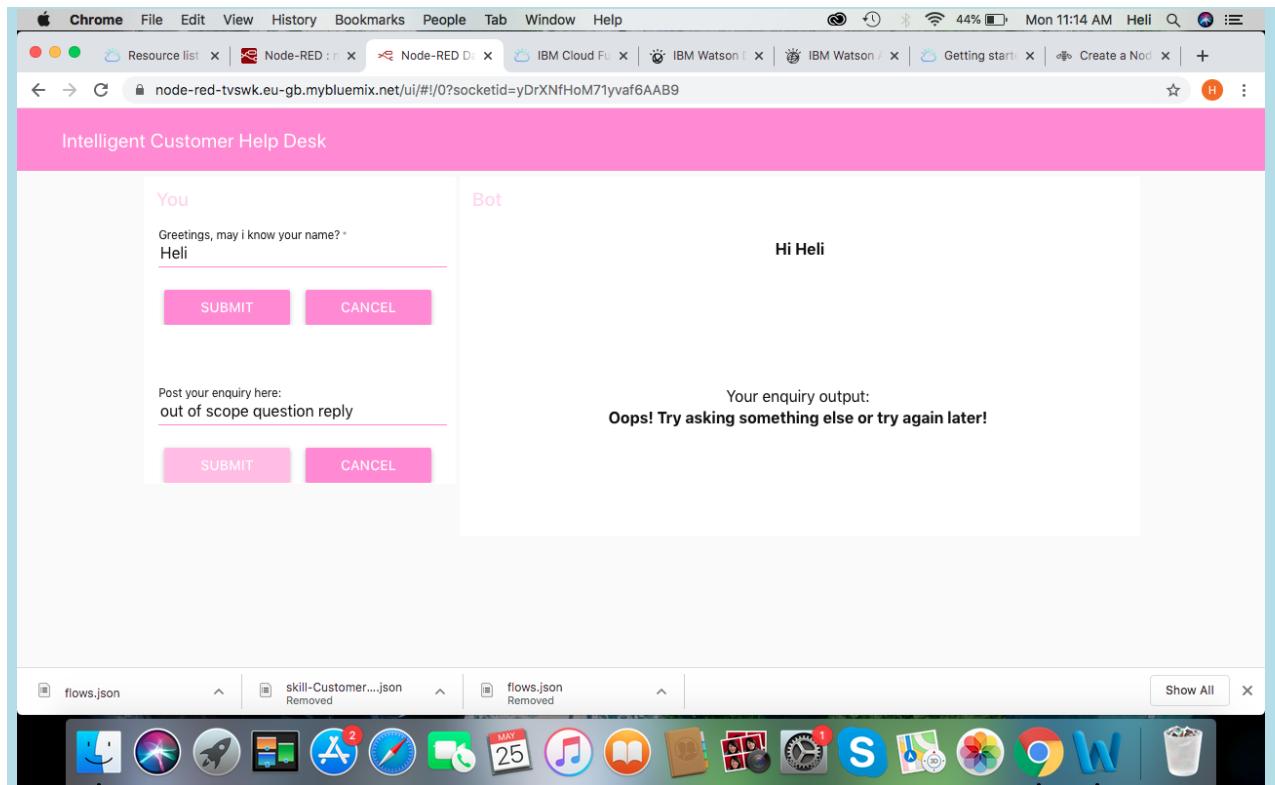 Chrome File Edit View History Bookmarks People Tab Window Help 44% Mon 11:14 AM Heli
Resource list Node-RED : n Node-RED Da IBM Cloud Fu IBM Watson IBM Watson Getting start Create a Nod
node-red-tvswk.eu-gb.mybluemix.net/ui/#!/0?socketid=yDrXNfHoM71yvaf6AAB9 H
Intelligent Customer Help Desk
You
Greetings, may i know your name? *
Heli
SUBMIT CANCEL
Post your enquiry here:
out of scope question reply
SUBMIT CANCEL
Bot
Hi Heli
Your enquiry output:
Oops! Try asking something else or try again later!
flows.json
skill-Customer....json
Removed
flows.json
Removed
Show All
2
MAY
25
1
S
3D
W